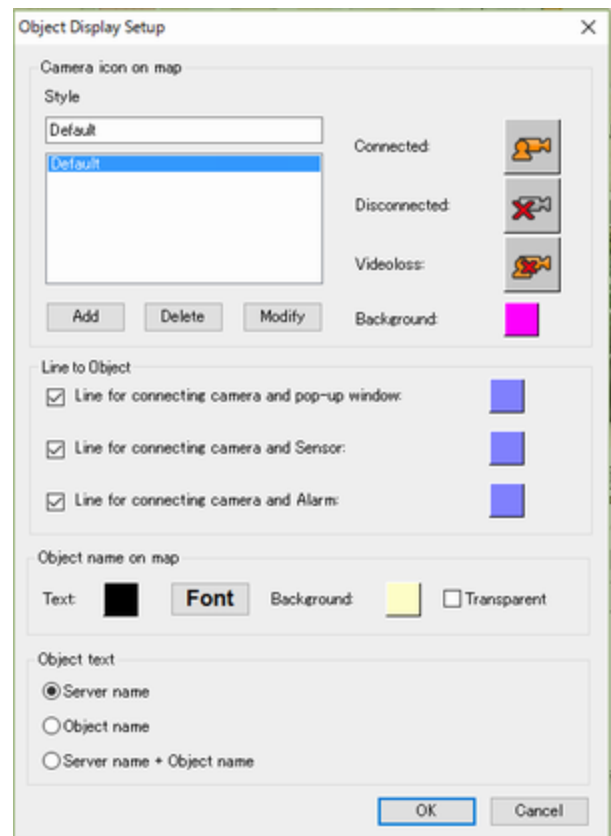 Object Display Setup
Camera icon on map
Style
Default
Default
Connected:
Disconnected:
Videoloss:
Add Delete Modify Background:
Line to Object
Line for connecting camera and pop-up window:
Line for connecting camera and Sensor:
Line for connecting camera and Alarm:
Object name on map
Text: Font Background: Transparent
Object text
Server name
Object name
Server name + Object name
OK Cancel